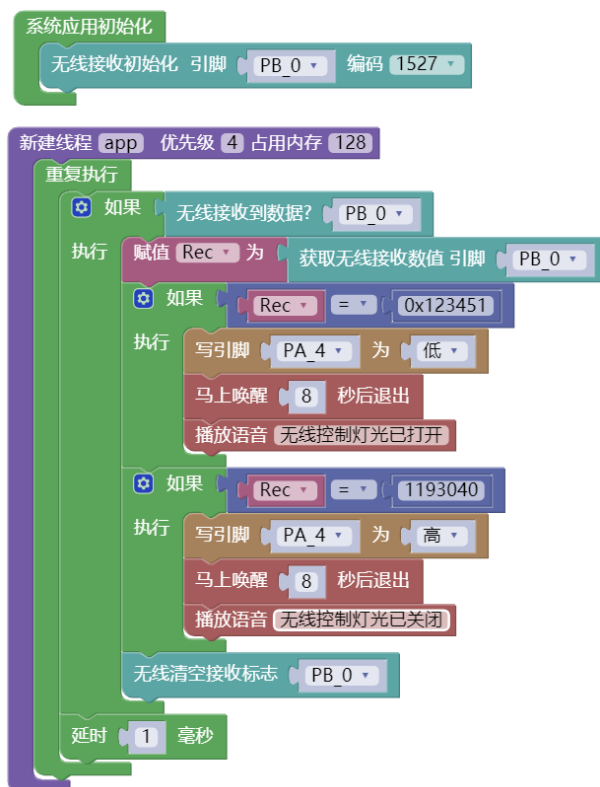 系统应用初始化
无线接收初始化 引脚 PB_0 编码 1527
新建线程 app 优先级 4 占用内存 128
重复执行
如果 无线接收到数据? PB_0
执行 赋值 Rec 为 获取无线接收数值 引脚 PB_0
如果 Rec = 0x123451
执行 写引脚 PA_4 为 低
马上唤醒 8 秒后退出
播放语音 无线控制灯光已打开
如果 Rec = 1193040
执行 写引脚 PA_4 为 高
马上唤醒 8 秒后退出
播放语音 无线控制灯光已关闭
无线清空接收标志 PB_0
延时 1 毫秒